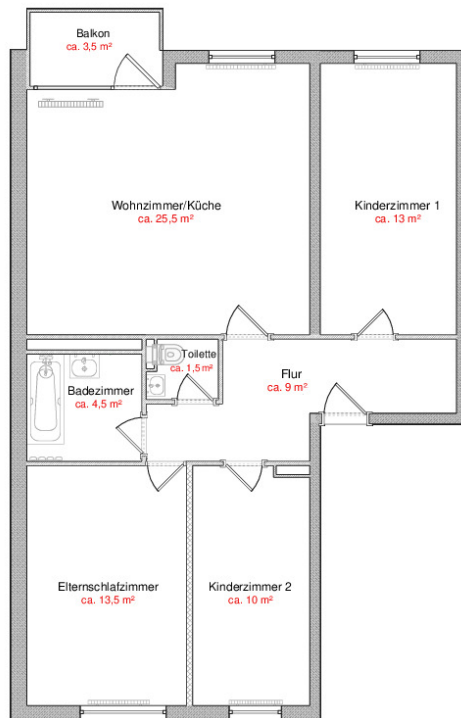 Balkon
ca. 3,5 m²
Wohnzimmer/Küche
ca. 25,5 m²
Kinderzimmer 1
ca. 13 m²
Toilette
ca. 1,5 m²
Flur
ca. 9 m²
Badezimmer
ca. 4,5 m²
Elternschlafzimmer
ca. 13,5 m²
Kinderzimmer 2
ca. 10 m²